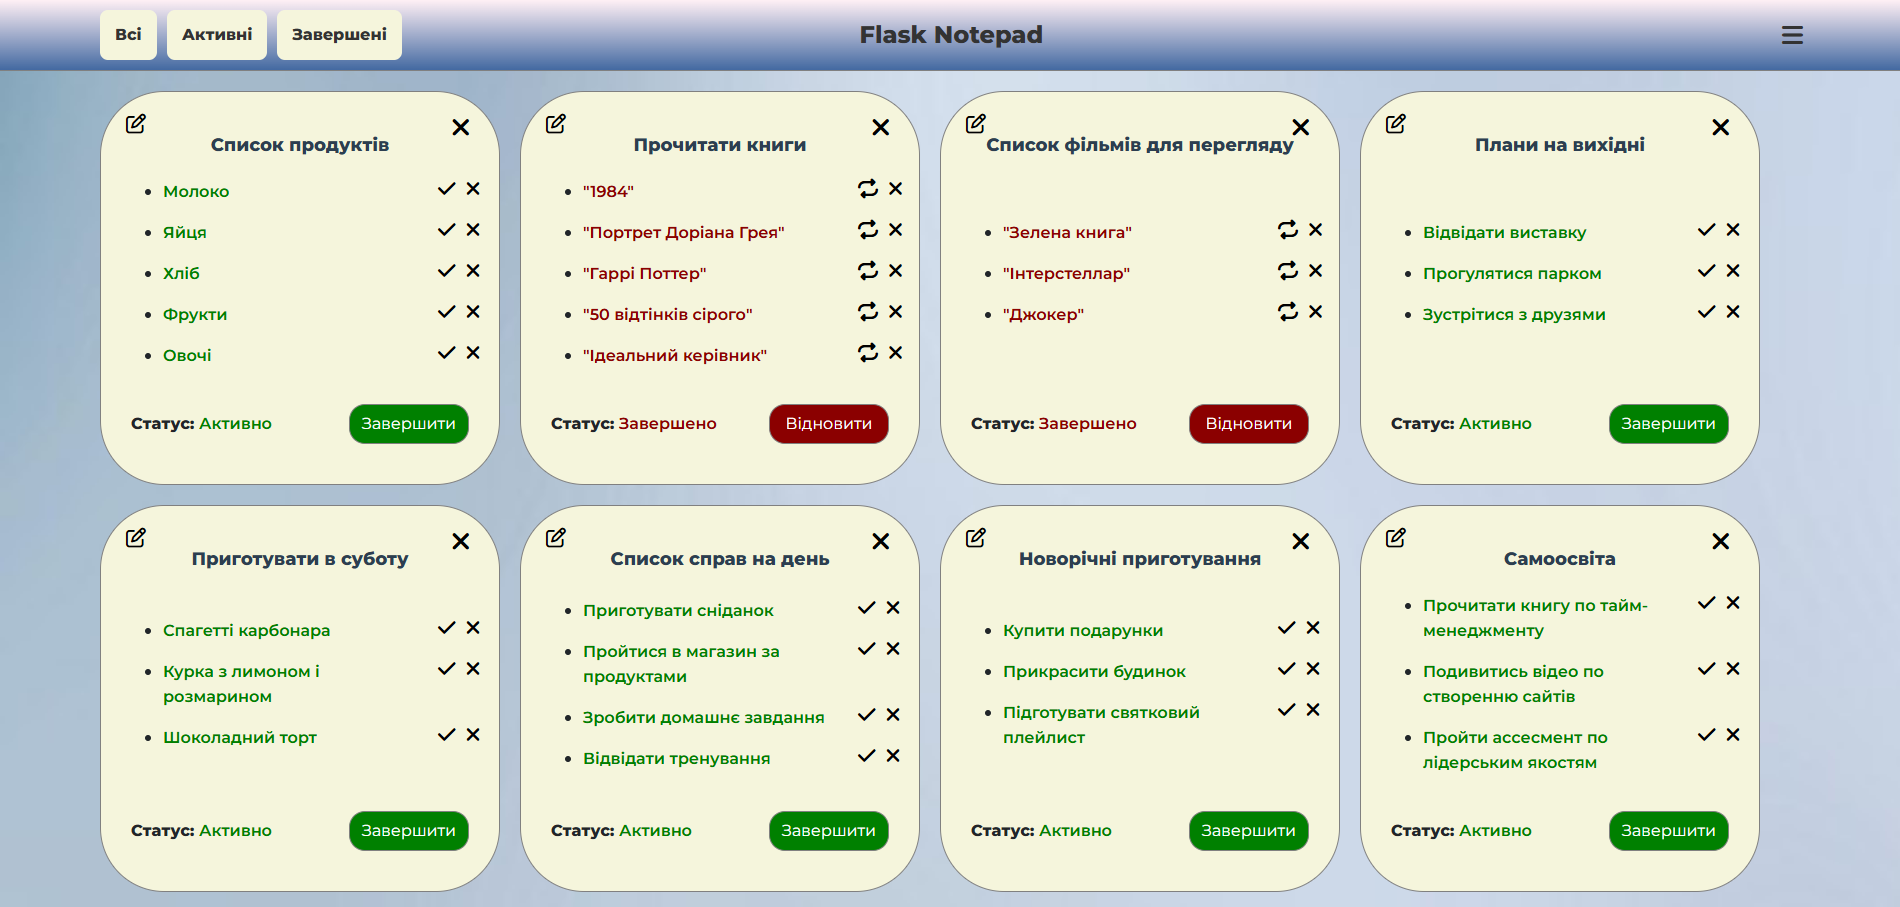 Всі
Активні
Завершені
Flask Notepad
Список продуктів
Молоко
Яйця
Хліб
Фрукти
Овочі
Статус: Активно
Завершити
Прочитати книги
"1984"
"Портрет Доріана Грея"
"Гаррі Поттер"
"50 відтінків сірого"
"Ідеальний керівник"
Статус: Завершено
Відновити
Список фільмів для перегляду
"Зелена книга"
"Інтерстеллар"
"Джокер"
Статус: Завершено
Відновити
Плани на вихідні
Відвідати виставку
Прогулятися парком
Зустрітися з друзями
Статус: Активно
Завершити
Приготувати в суботу
Спагетті карбонара
Курка з лимоном і
розмарином
Шоколадний торт
Статус: Активно
Завершити
Список справ на день
Приготувати сніданок
Пройтися в магазин за
продуктами
Зробити домашнє завдання
Відвідати тренування
Статус: Активно
Завершити
Новорічні приготування
Купити подарунки
Прикрасити будинок
Підготувати святковий
плейлист
Статус: Активно
Завершити
Самоосвіта
Прочитати книгу по тайм-
менеджменту
Подивитись відео по
створенню сайтів
Пройти ассесмент по
лідерським якостям
Статус: Активно
Завершити